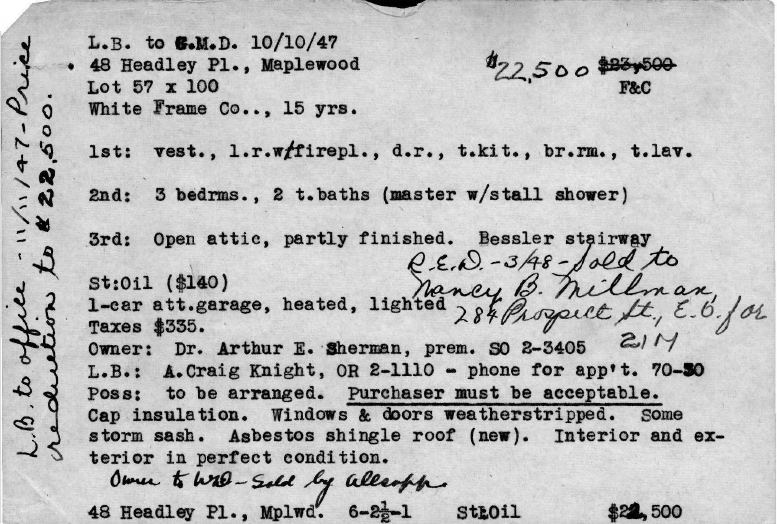 L.B. to G.M.D. 10/10/47
48 Headley Pl., Maplewood $22,500 $23,500
Lot 57 x 100 F&C
White Frame Co.., 15 yrs.
1st: vest., l.r.w/firepl., d.r., t.kit., br.rm., t.lav.
2nd: 3 bedrms., 2 t.baths (master w/stall shower)
3rd: Open attic, partly finished. Bessler stairway
R.E.D. - 3/48 - Sold to
Nancy B. Millman,
284 Prospect St., E.O. for
21M
St:Oil ($140)
1-car att.garage, heated, lighted
Taxes $335.
Owner: Dr. Arthur E. Sherman, prem. SO 2-3405
L.B.: A.Craig Knight, OR 2-1110 - phone for app't. 70-30
Poss: to be arranged. Purchaser must be acceptable.
Cap insulation. Windows & doors weatherstripped. Some
storm sash. Asbestos shingle roof (new). Interior and ex-
terior in perfect condition.
Owner to - Sold by Allsopp
48 Headley Pl., Mplwd. 6-2½-1 St:Oil $22,500
L.B. to office - 11/11/47 - Price
reduction to $22,500.